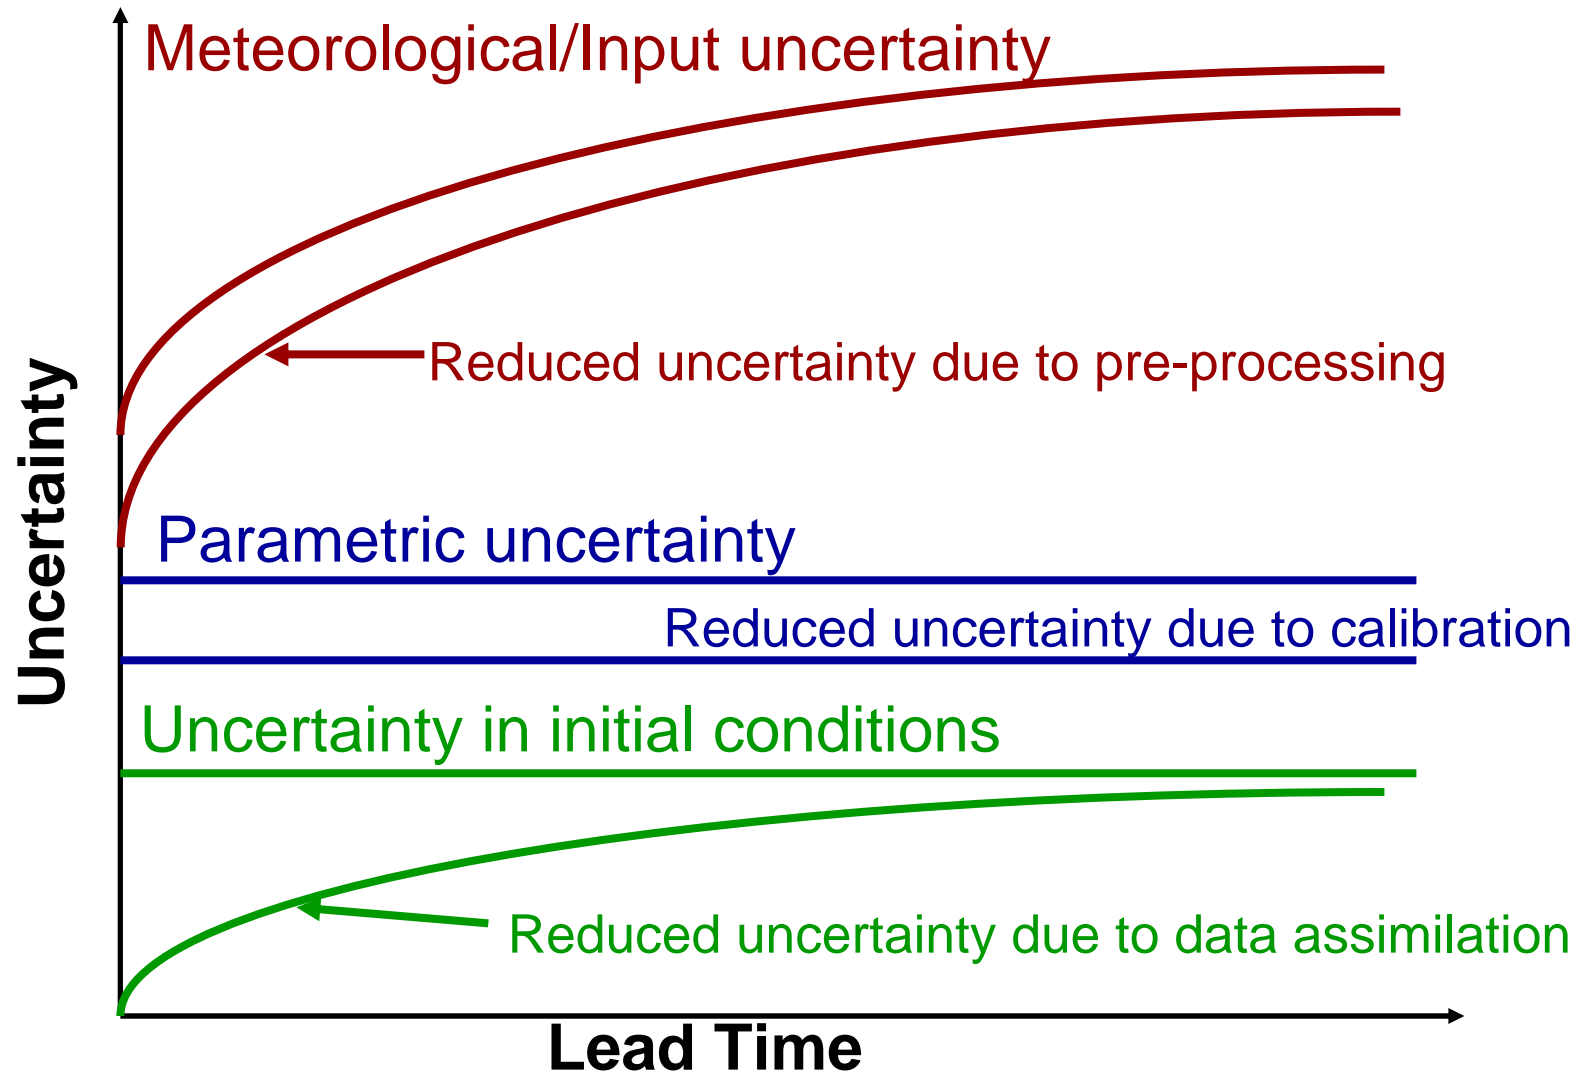 Meteorological/Input uncertainty
Reduced uncertainty due to pre-processing
Uncertainty
Parametric uncertainty
Reduced uncertainty due to calibration
Uncertainty in initial conditions
Reduced uncertainty due to data assimilation
Lead Time